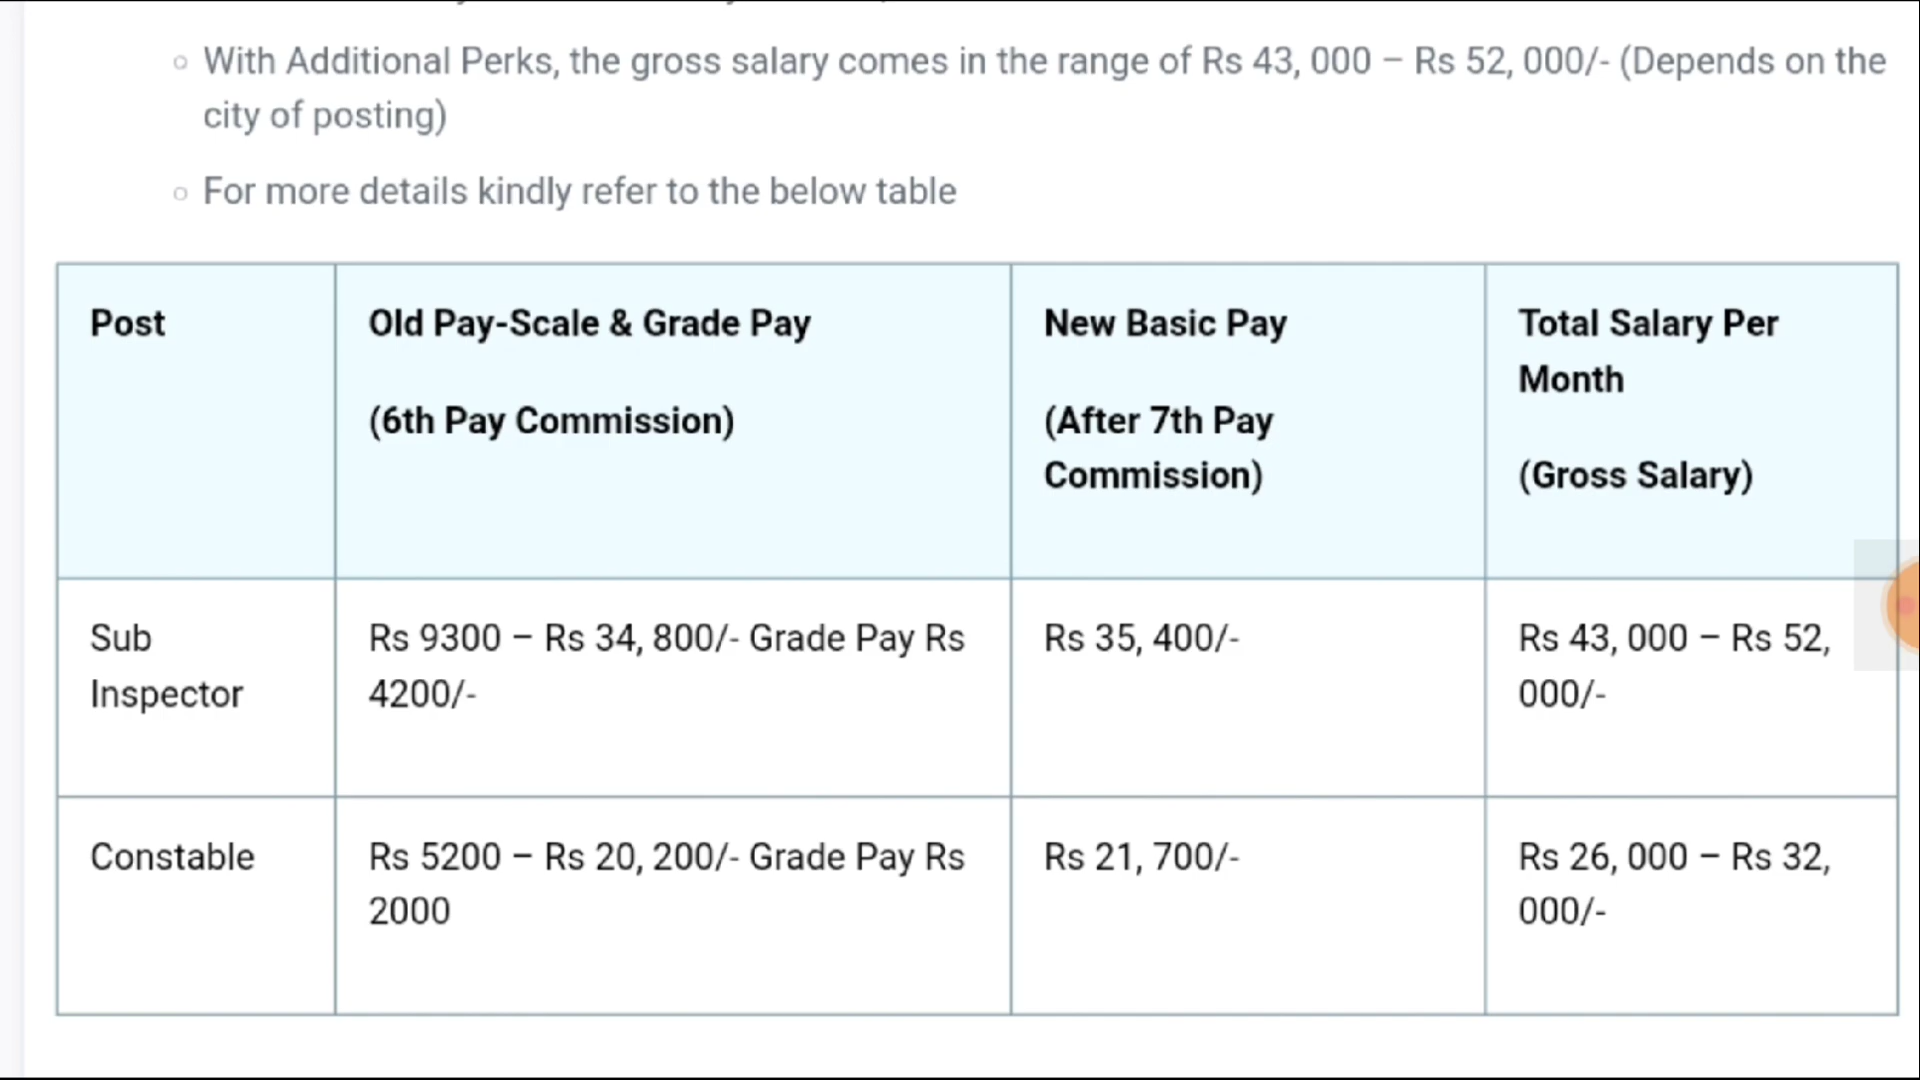 With Additional Perks, the gross salary comes in the range of Rs 43, 000 – Rs 52, 000/- (Depends on the
city of posting)
For more details kindly refer to the below table
Post
Old Pay-Scale & Grade Pay
(6th Pay Commission)
New Basic Pay
(After 7th Pay
Commission)
Total Salary Per
Month
(Gross Salary)
Sub
Inspector
Rs 9300 – Rs 34, 800/- Grade Pay Rs
4200/-
Rs 35, 400/-
Rs 43, 000 – Rs 52,
000/-
Constable
Rs 5200 – Rs 20, 200/- Grade Pay Rs
2000
Rs 21, 700/-
Rs 26, 000 – Rs 32,
000/-